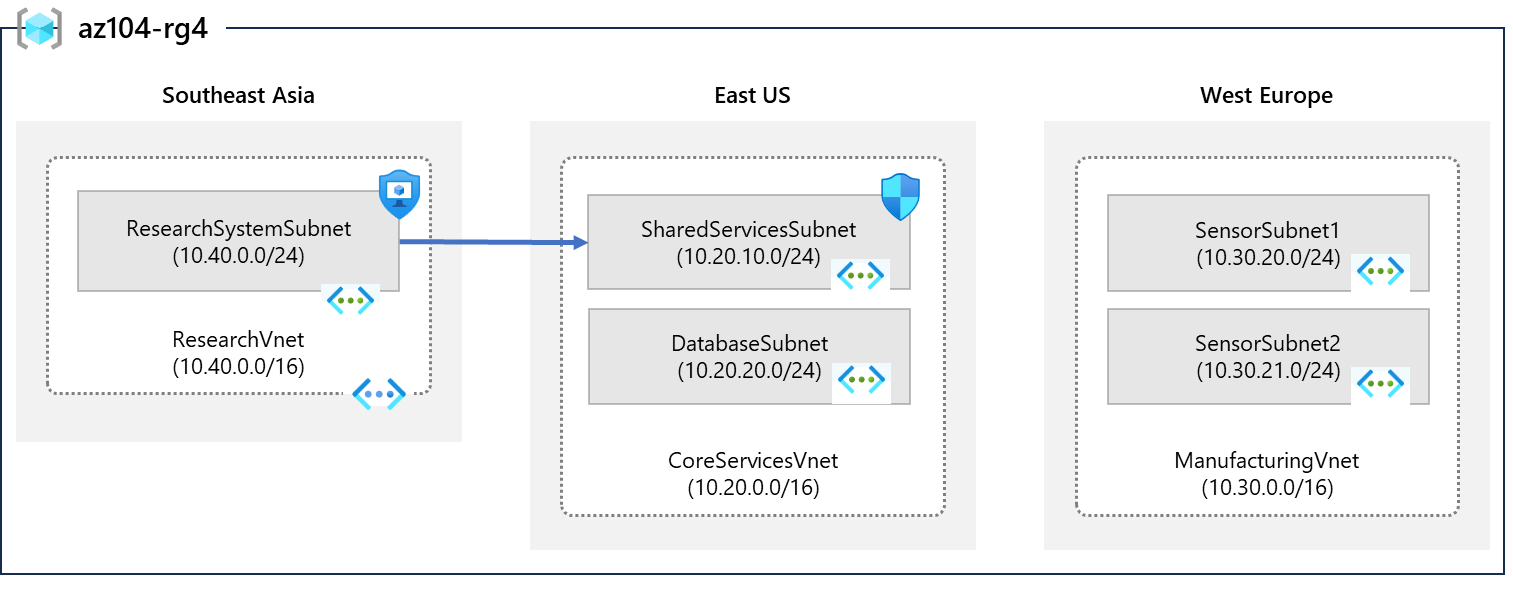 az104-rg4
Southeast Asia
ResearchSystemSubnet
(10.40.0.0/24)
ResearchVnet
(10.40.0.0/16)
East US
SharedServicesSubnet
(10.20.10.0/24)
DatabaseSubnet
(10.20.20.0/24)
CoreServicesVnet
(10.20.0.0/16)
West Europe
SensorSubnet1
(10.30.20.0/24)
SensorSubnet2
(10.30.21.0/24)
ManufacturingVnet
(10.30.0.0/16)